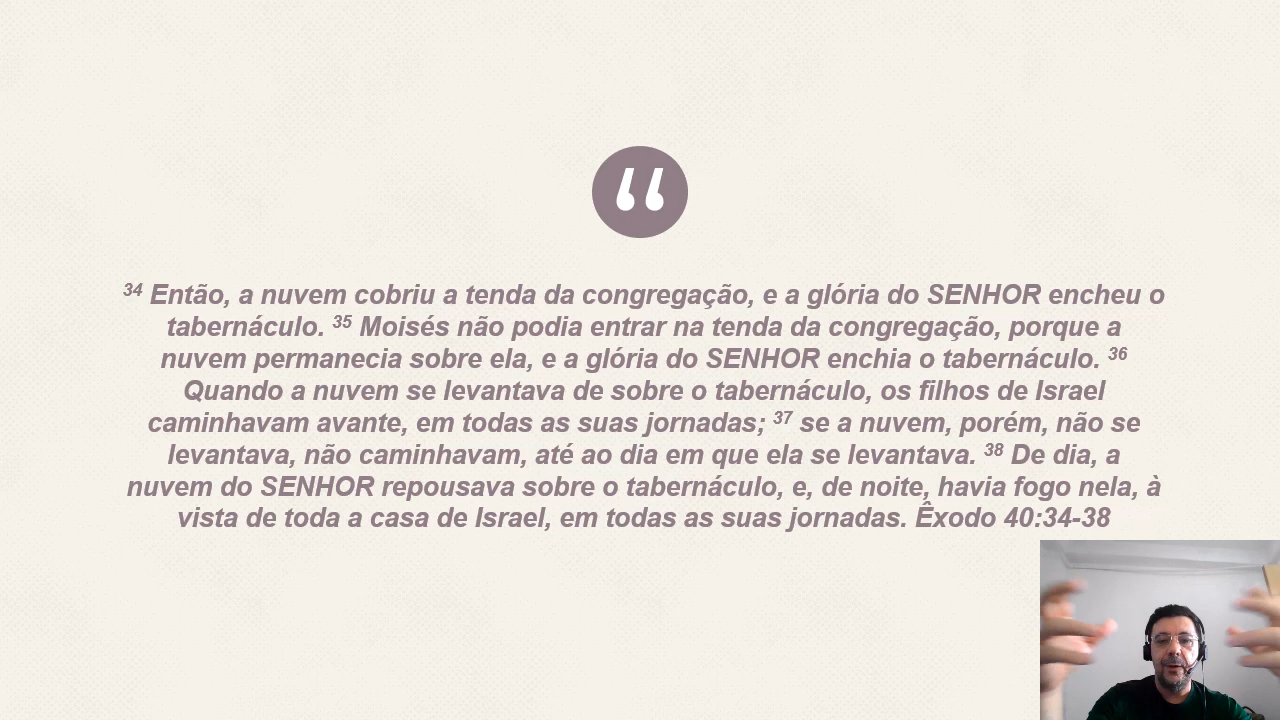 “
³⁴ Então, a nuvem cobriu a tenda da congregação, e a glória do SENHOR encheu o
tabernáculo. ³⁵ Moisés não podia entrar na tenda da congregação, porque a
nuvem permanecia sobre ela, e a glória do SENHOR enchia o tabernáculo. ³⁶
Quando a nuvem se levantava de sobre o tabernáculo, os filhos de Israel
caminhavam avante, em todas as suas jornadas; ³⁷ se a nuvem, porém, não se
levantava, não caminhavam, até ao dia em que ela se levantava. ³⁸ De dia, a
nuvem do SENHOR repousava sobre o tabernáculo, e, de noite, havia fogo nela, à
vista de toda a casa de Israel, em todas as suas jornadas. Êxodo 40:34-38